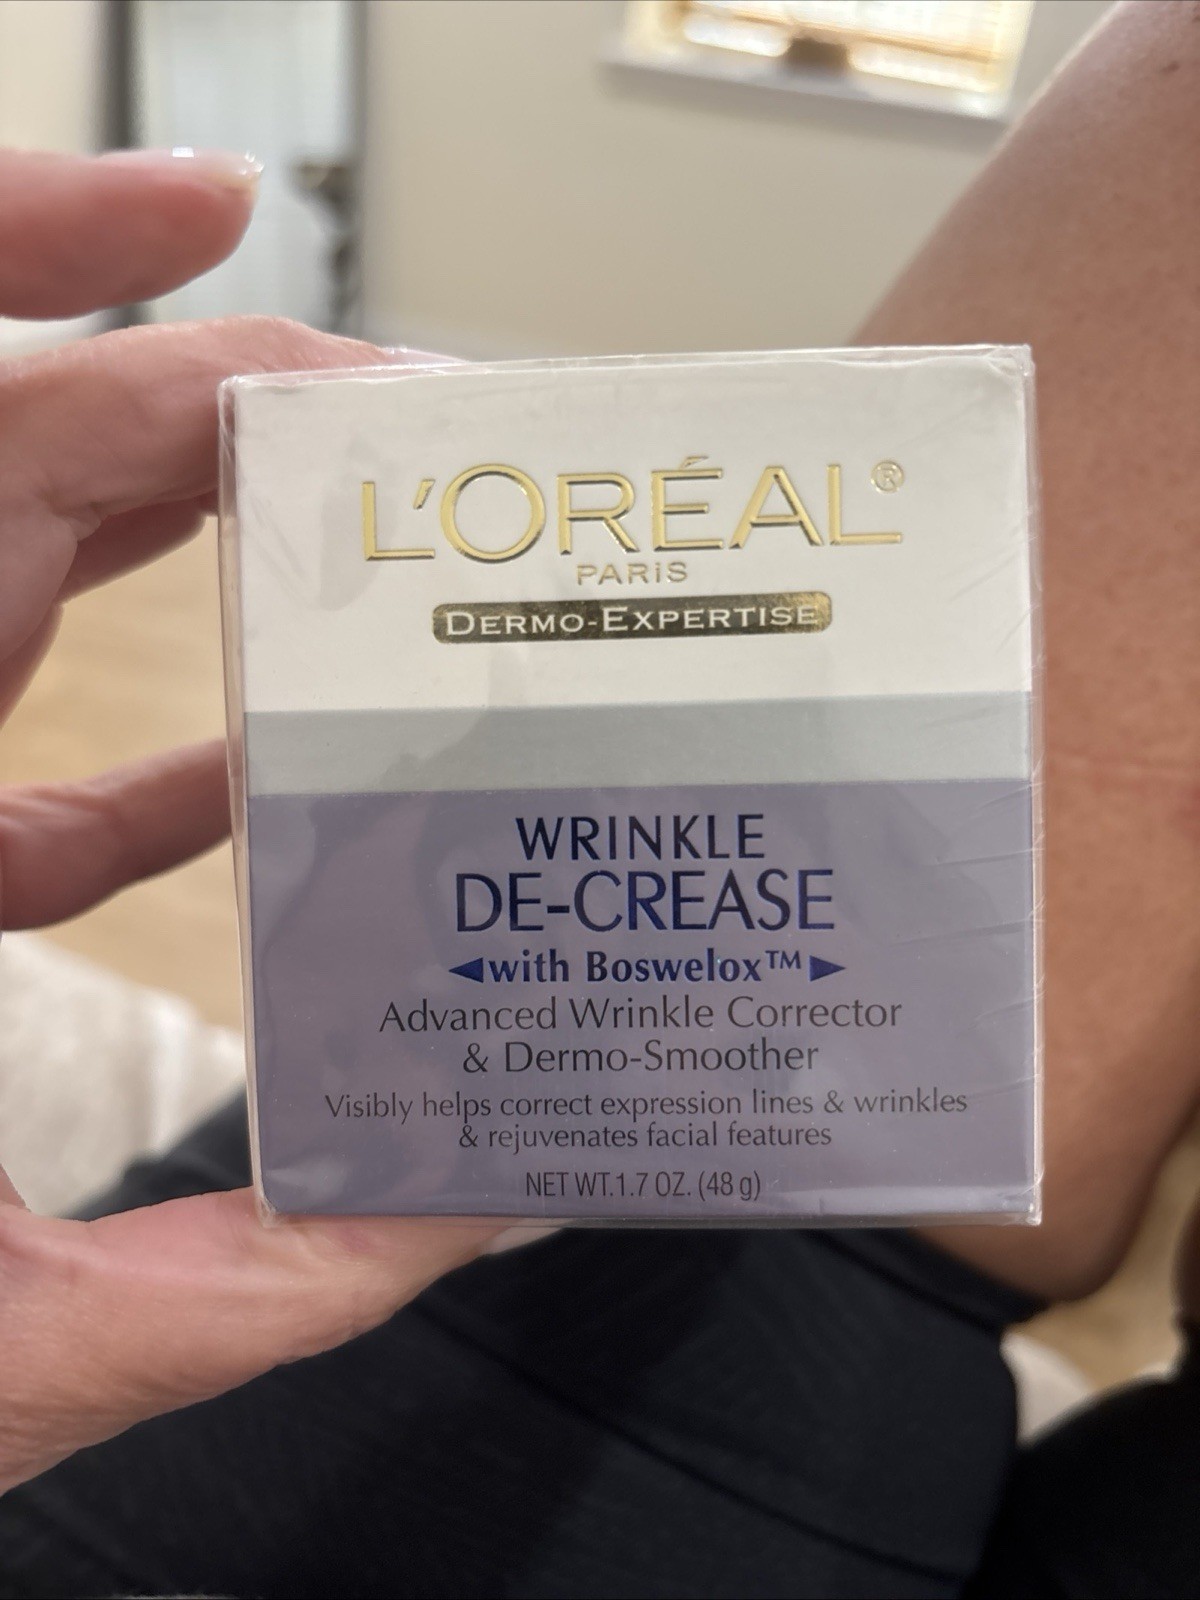 L'ORÉAL®
PARIS
DERMO-EXPERTISE
WRINKLE
DE-CREASE
◀with Boswelox™▶
Advanced Wrinkle Corrector
& Dermo-Smoother
Visibly helps correct expression lines & wrinkles
& rejuvenates facial features
NET WT.1.7 OZ. (48 g)